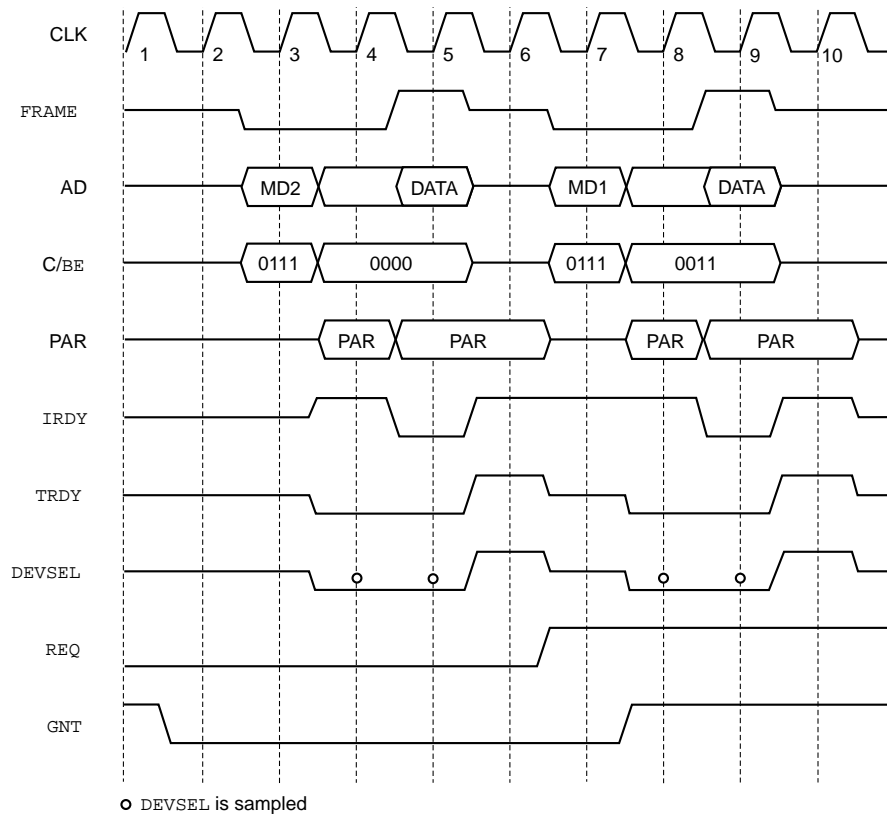 CLK
1 2 3 4 5 6 7 8 9 10
FRAME
AD MD2 DATA MD1 DATA
C/BE 0111 0000 0111 0011
PAR PAR PAR PAR PAR
IRDY
TRDY
DEVSEL
REQ
GNT
DEVSEL is sampled